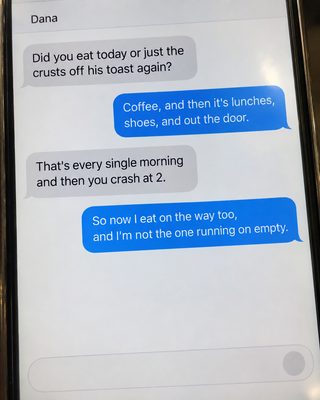 Dana
Did you eat today or just the
crusts off his toast again?
Coffee, and then it's lunches,
shoes, and out the door.
That's every single morning
and then you crash at 2.
So now I eat on the way too,
and I'm not the one running on empty.